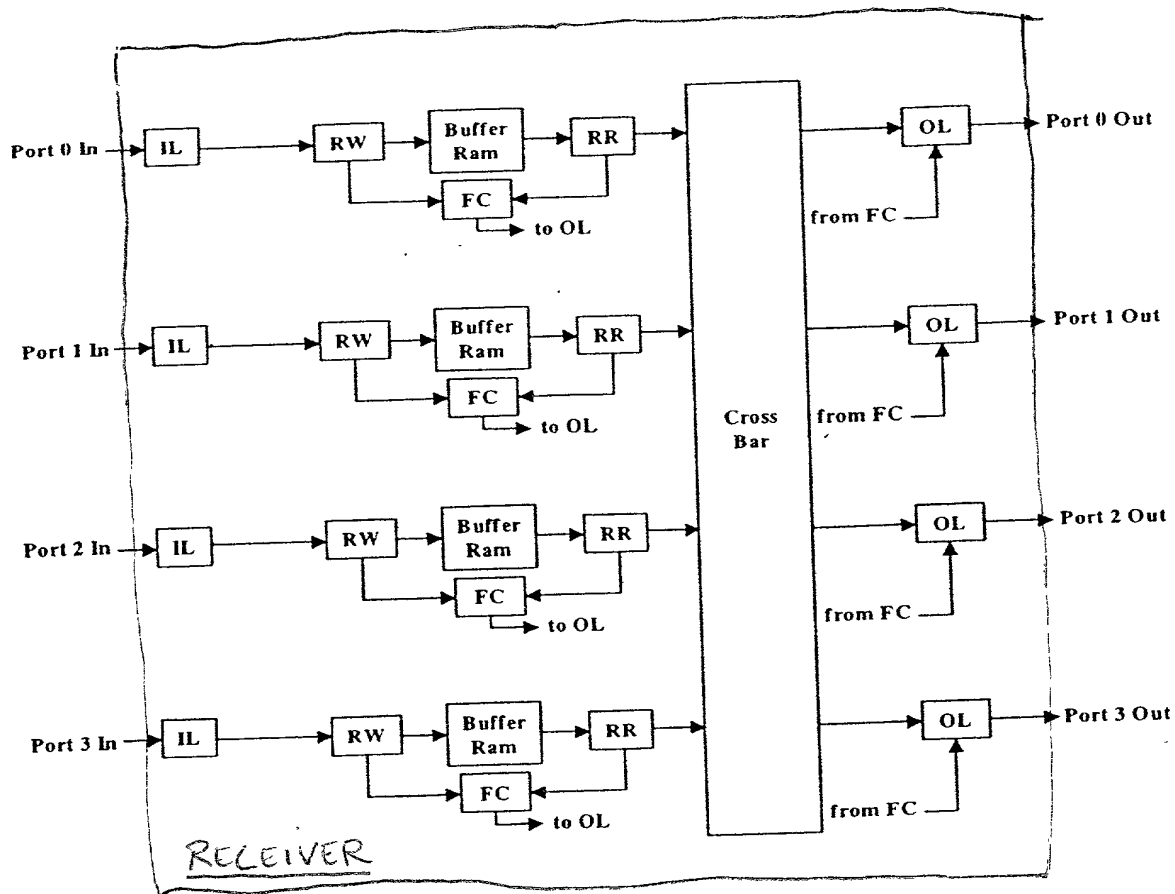 Port 0 In
IL
RW
Buffer
Ram
RR
FC
to OL
OL
Port 0 Out
from FC
Port 1 In
IL
RW
Buffer
Ram
RR
FC
to OL
OL
Port 1 Out
from FC
Cross
Bar
Port 2 In
IL
RW
Buffer
Ram
RR
FC
to OL
OL
Port 2 Out
from FC
Port 3 In
IL
RW
Buffer
Ram
RR
FC
to OL
OL
Port 3 Out
from FC
RECEIVER